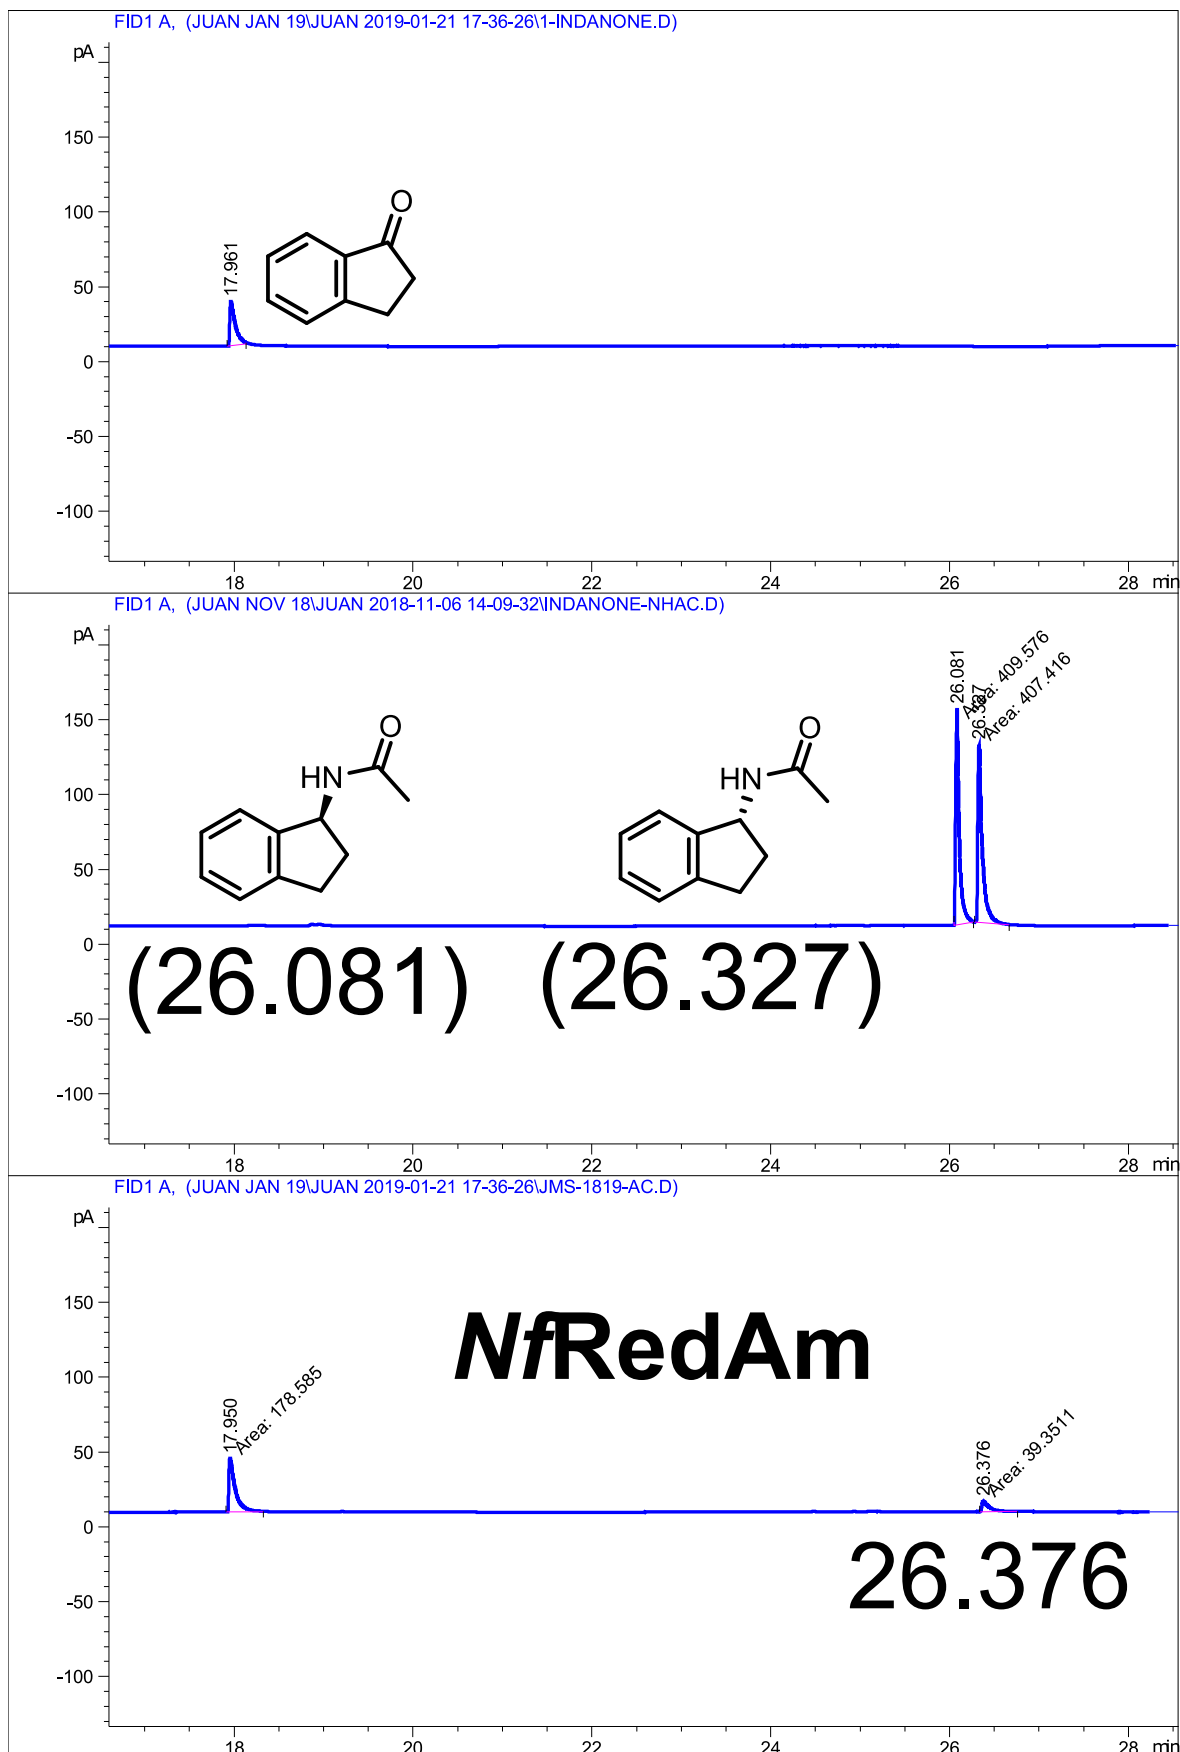 FID1 A, (JUAN JAN 19\JUAN 2019-01-21 17-36-26\1-INDANONE.D)
pA
150
100
50
0
-50
-100
17.961
O
18
20
22
24
26
28
min
FID1 A, (JUAN NOV 18\JUAN 2018-11-06 14-09-32\INDANONE-NHAC.D)
pA
150
100
50
0
-50
-100
O
HN
O
HN
26.081
Area: 409.576
26.327
Area: 407.416
(26.081)
(26.327)
18
20
22
24
26
28
min
FID1 A, (JUAN JAN 19\JUAN 2019-01-21 17-36-26\JMS-1819-AC.D)
pA
150
100
50
0
-50
-100
NfRedAm
17.950
Area: 178.585
26.376
Area: 39.3511
26.376
18
20
22
24
26
28
min